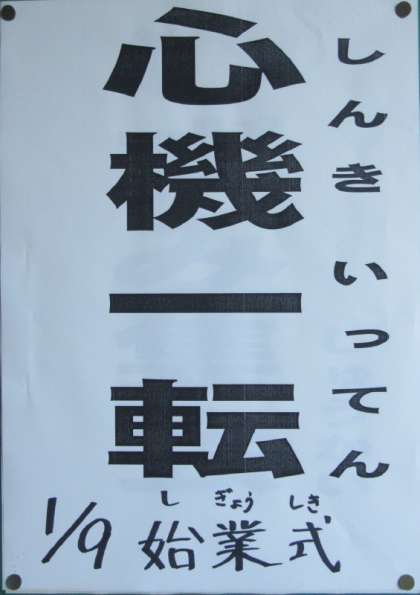 心機一転
しんき いってん
1/9 始業式
し ぎょう しき